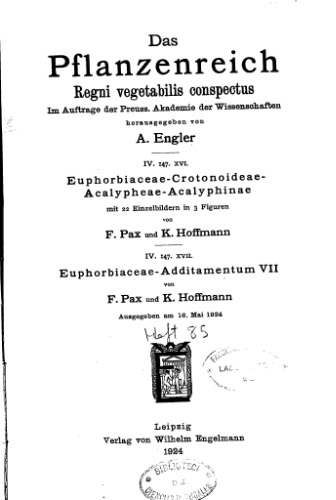 Das
Pflanzenreich
Regni vegetabilis conspectus
Im Auftrage der Preuss. Akademie der Wissenschaften
herausgegeben von
A. Engler
IV. 147. XVI.
Euphorbiaceae-Crotonoideae-
Acalypheae-Acalyphinae
mit 22 Einzelbildern in 3 Figuren
von
F. Pax und K. Hoffmann
IV. 147. XVII.
Euphorbiaceae-Additamentum VII
von
F. Pax und K. Hoffmann
Ausgegeben am 16. Mai 1924
Heft 85
Leipzig
Verlag von Wilhelm Engelmann
1924
BIBLIOTECA